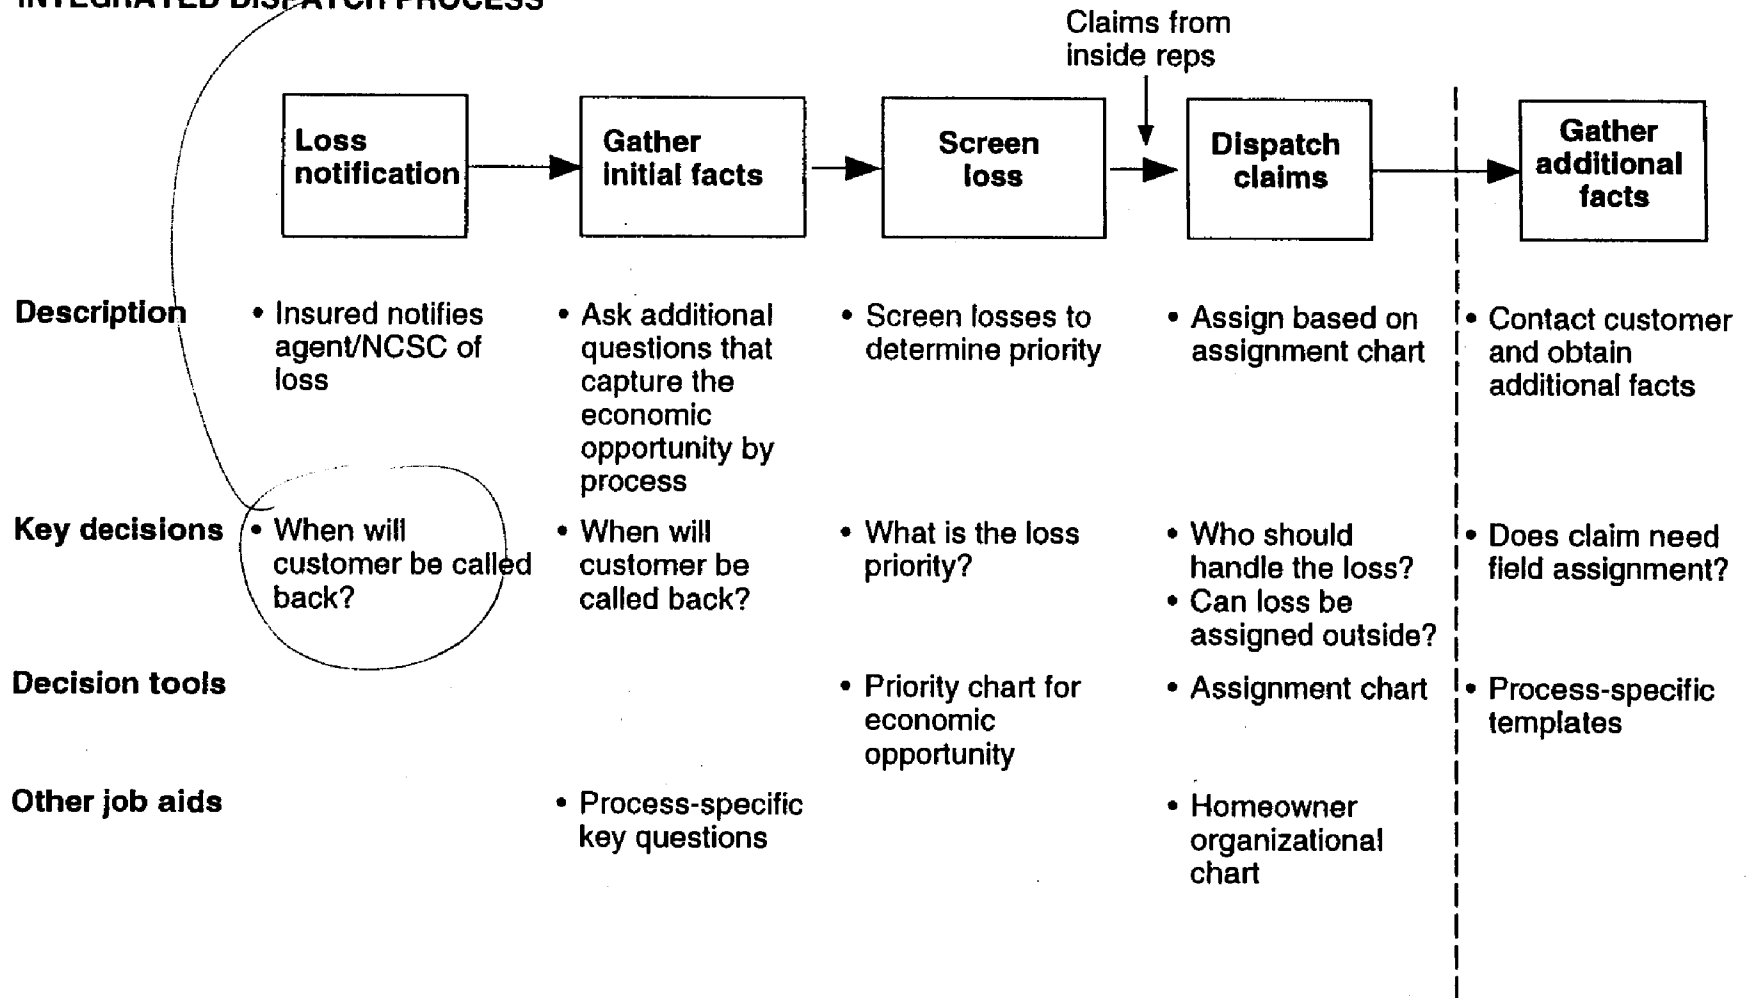 INTEGRATED DISPATCH PROCESS
Claims from
inside reps
Loss
notification
Gather
initial facts
Screen
loss
Dispatch
claims
Gather
additional
facts
Description
• Insured notifies
agent/NCSC of
loss
• Ask additional
questions that
capture the
economic
opportunity by
process
• Screen losses to
determine priority
• Assign based on
assignment chart
• Contact customer
and obtain
additional facts
Key decisions
• When will
customer be called
back?
• When will
customer be
called back?
• What is the loss
priority?
• Who should
handle the loss?
• Can loss be
assigned outside?
• Does claim need
field assignment?
Decision tools
• Priority chart for
economic
opportunity
• Assignment chart
• Process-specific
templates
Other job aids
• Process-specific
key questions
• Homeowner
organizational
chart